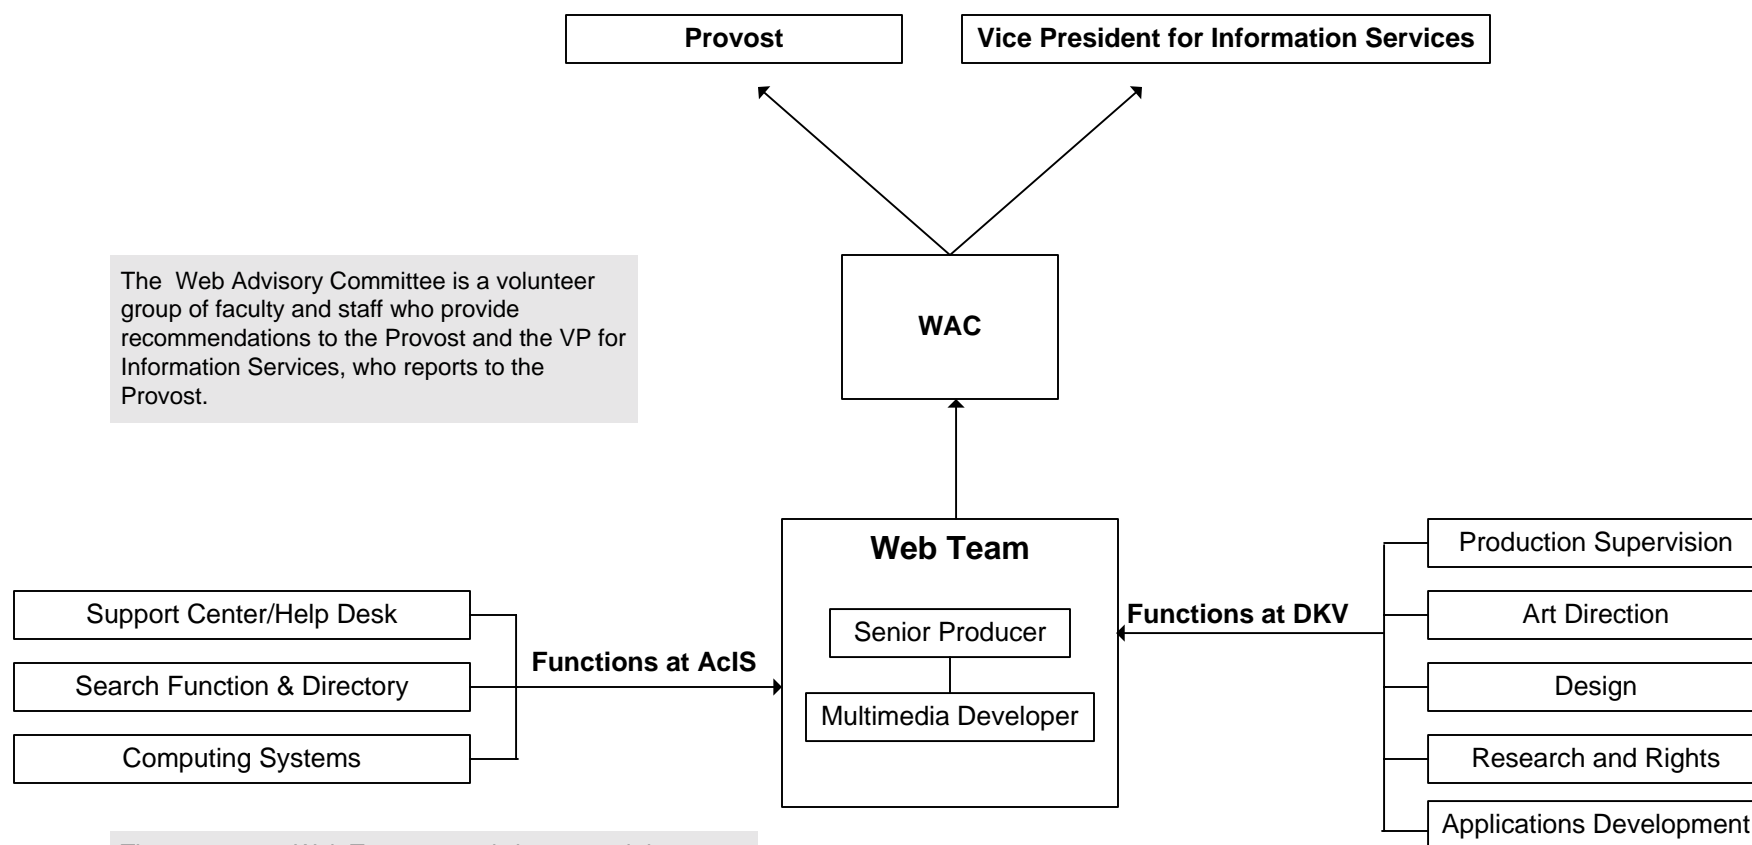 Provost
Vice President for Information Services
The Web Advisory Committee is a volunteer
group of faculty and staff who provide
recommendations to the Provost and the VP for
Information Services, who reports to the
Provost.
WAC
Web Team
Senior Producer
Multimedia Developer
Support Center/Help Desk
Search Function & Directory
Computing Systems
Functions at AcIS
Functions at DKV
Production Supervision
Art Direction
Design
Research and Rights
Applications Development